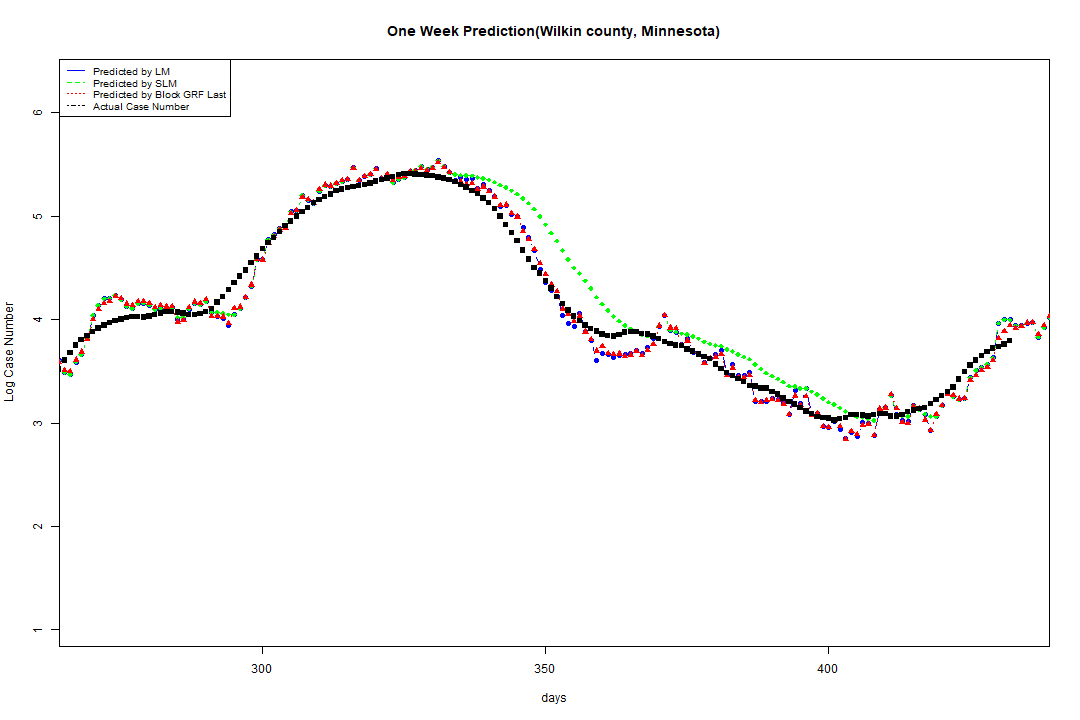 One Week Prediction(Wilkin county, Minnesota)
Predicted by LM
Predicted by SLM
Predicted by Block GRF Last
Actual Case Number
6
5
4
3
2
1
Log Case Number
300
350
400
days